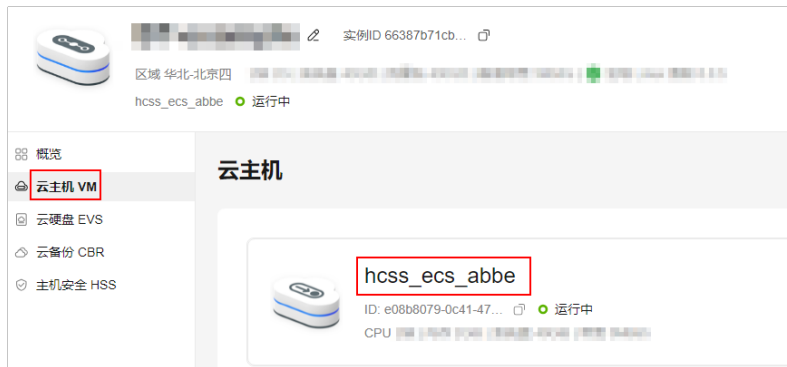 实例ID 66387b71cb...
区域 华北-北京四
hcss_ecs_abbe 运行中
概览
云主机 VM
云硬盘 EVS
云备份 CBR
主机安全 HSS
云主机
hcss_ecs_abbe
ID: e08b8079-0c41-47... 运行中
CPU